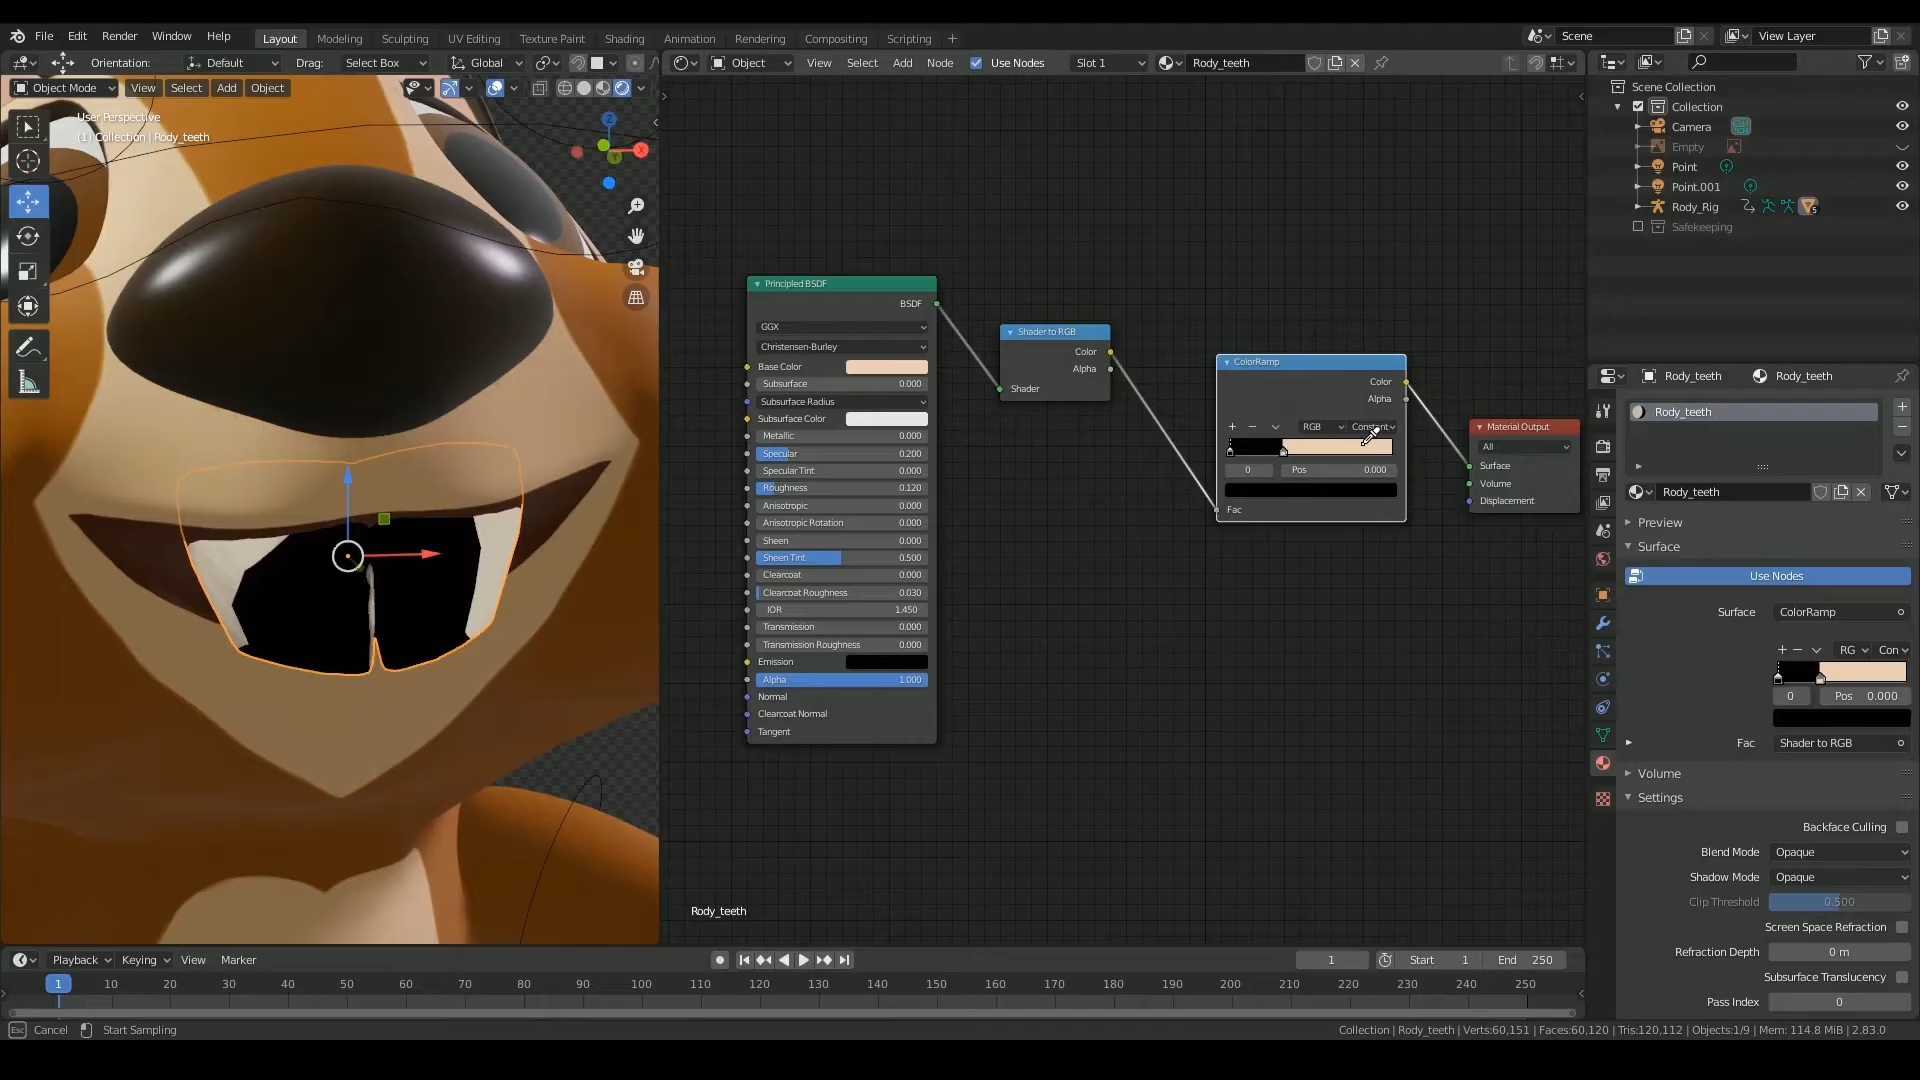 File Edit Render Window Help Layout Modeling Sculpting UV Editing Texture Paint Shading Animation Rendering Compositing Scripting + Scene View Layer
Orientation: Default Drag: Select Box Global Object View Select Add Node Use Nodes Slot 1 Rody_teeth
Object Mode View Select Add Object
User Perspective
(1) Collection | Rody_teeth
Z
X
Y
Scene Collection
Collection
Camera
Empty
Point
Point.001
Rody_Rig 5
Safekeeping
Principled BSDF
BSDF
GGX
Christensen-Burley
Base Color
Subsurface 0.000
Subsurface Radius
Subsurface Color
Metallic 0.000
Specular 0.200
Specular Tint 0.000
Roughness 0.120
Anisotropic 0.000
Anisotropic Rotation 0.000
Sheen 0.000
Sheen Tint 0.500
Clearcoat 0.000
Clearcoat Roughness 0.030
IOR 1.450
Transmission 0.000
Transmission Roughness 0.000
Emission
Alpha 1.000
Normal
Clearcoat Normal
Tangent
Shader to RGB
Color
Alpha
Shader
ColorRamp
Color
Alpha
+ − RGB Constant
0 Pos 0.000
Fac
Material Output
All
Surface
Volume
Displacement
Rody_teeth
Rody_teeth Rody_teeth
Rody_teeth
Rody_teeth
Preview
Surface
Use Nodes
Surface ColorRamp
+ − RG Con
0 Pos 0.000
Fac Shader to RGB
Volume
Settings
Backface Culling
Blend Mode Opaque
Shadow Mode Opaque
Clip Threshold 0.500
Screen Space Refraction
Refraction Depth 0 m
Subsurface Translucency
Pass Index 0
Playback Keying View Marker 1 Start 1 End 250
1 10 20 30 40 50 60 70 80 90 100 110 120 130 140 150 160 170 180 190 200 210 220 230 240 250
Esc Cancel Start Sampling Collection | Rody_teeth | Verts:60,151 | Faces:60,120 | Tris:120,112 | Objects:1/9 | Mem: 114.8 MiB | 2.83.0